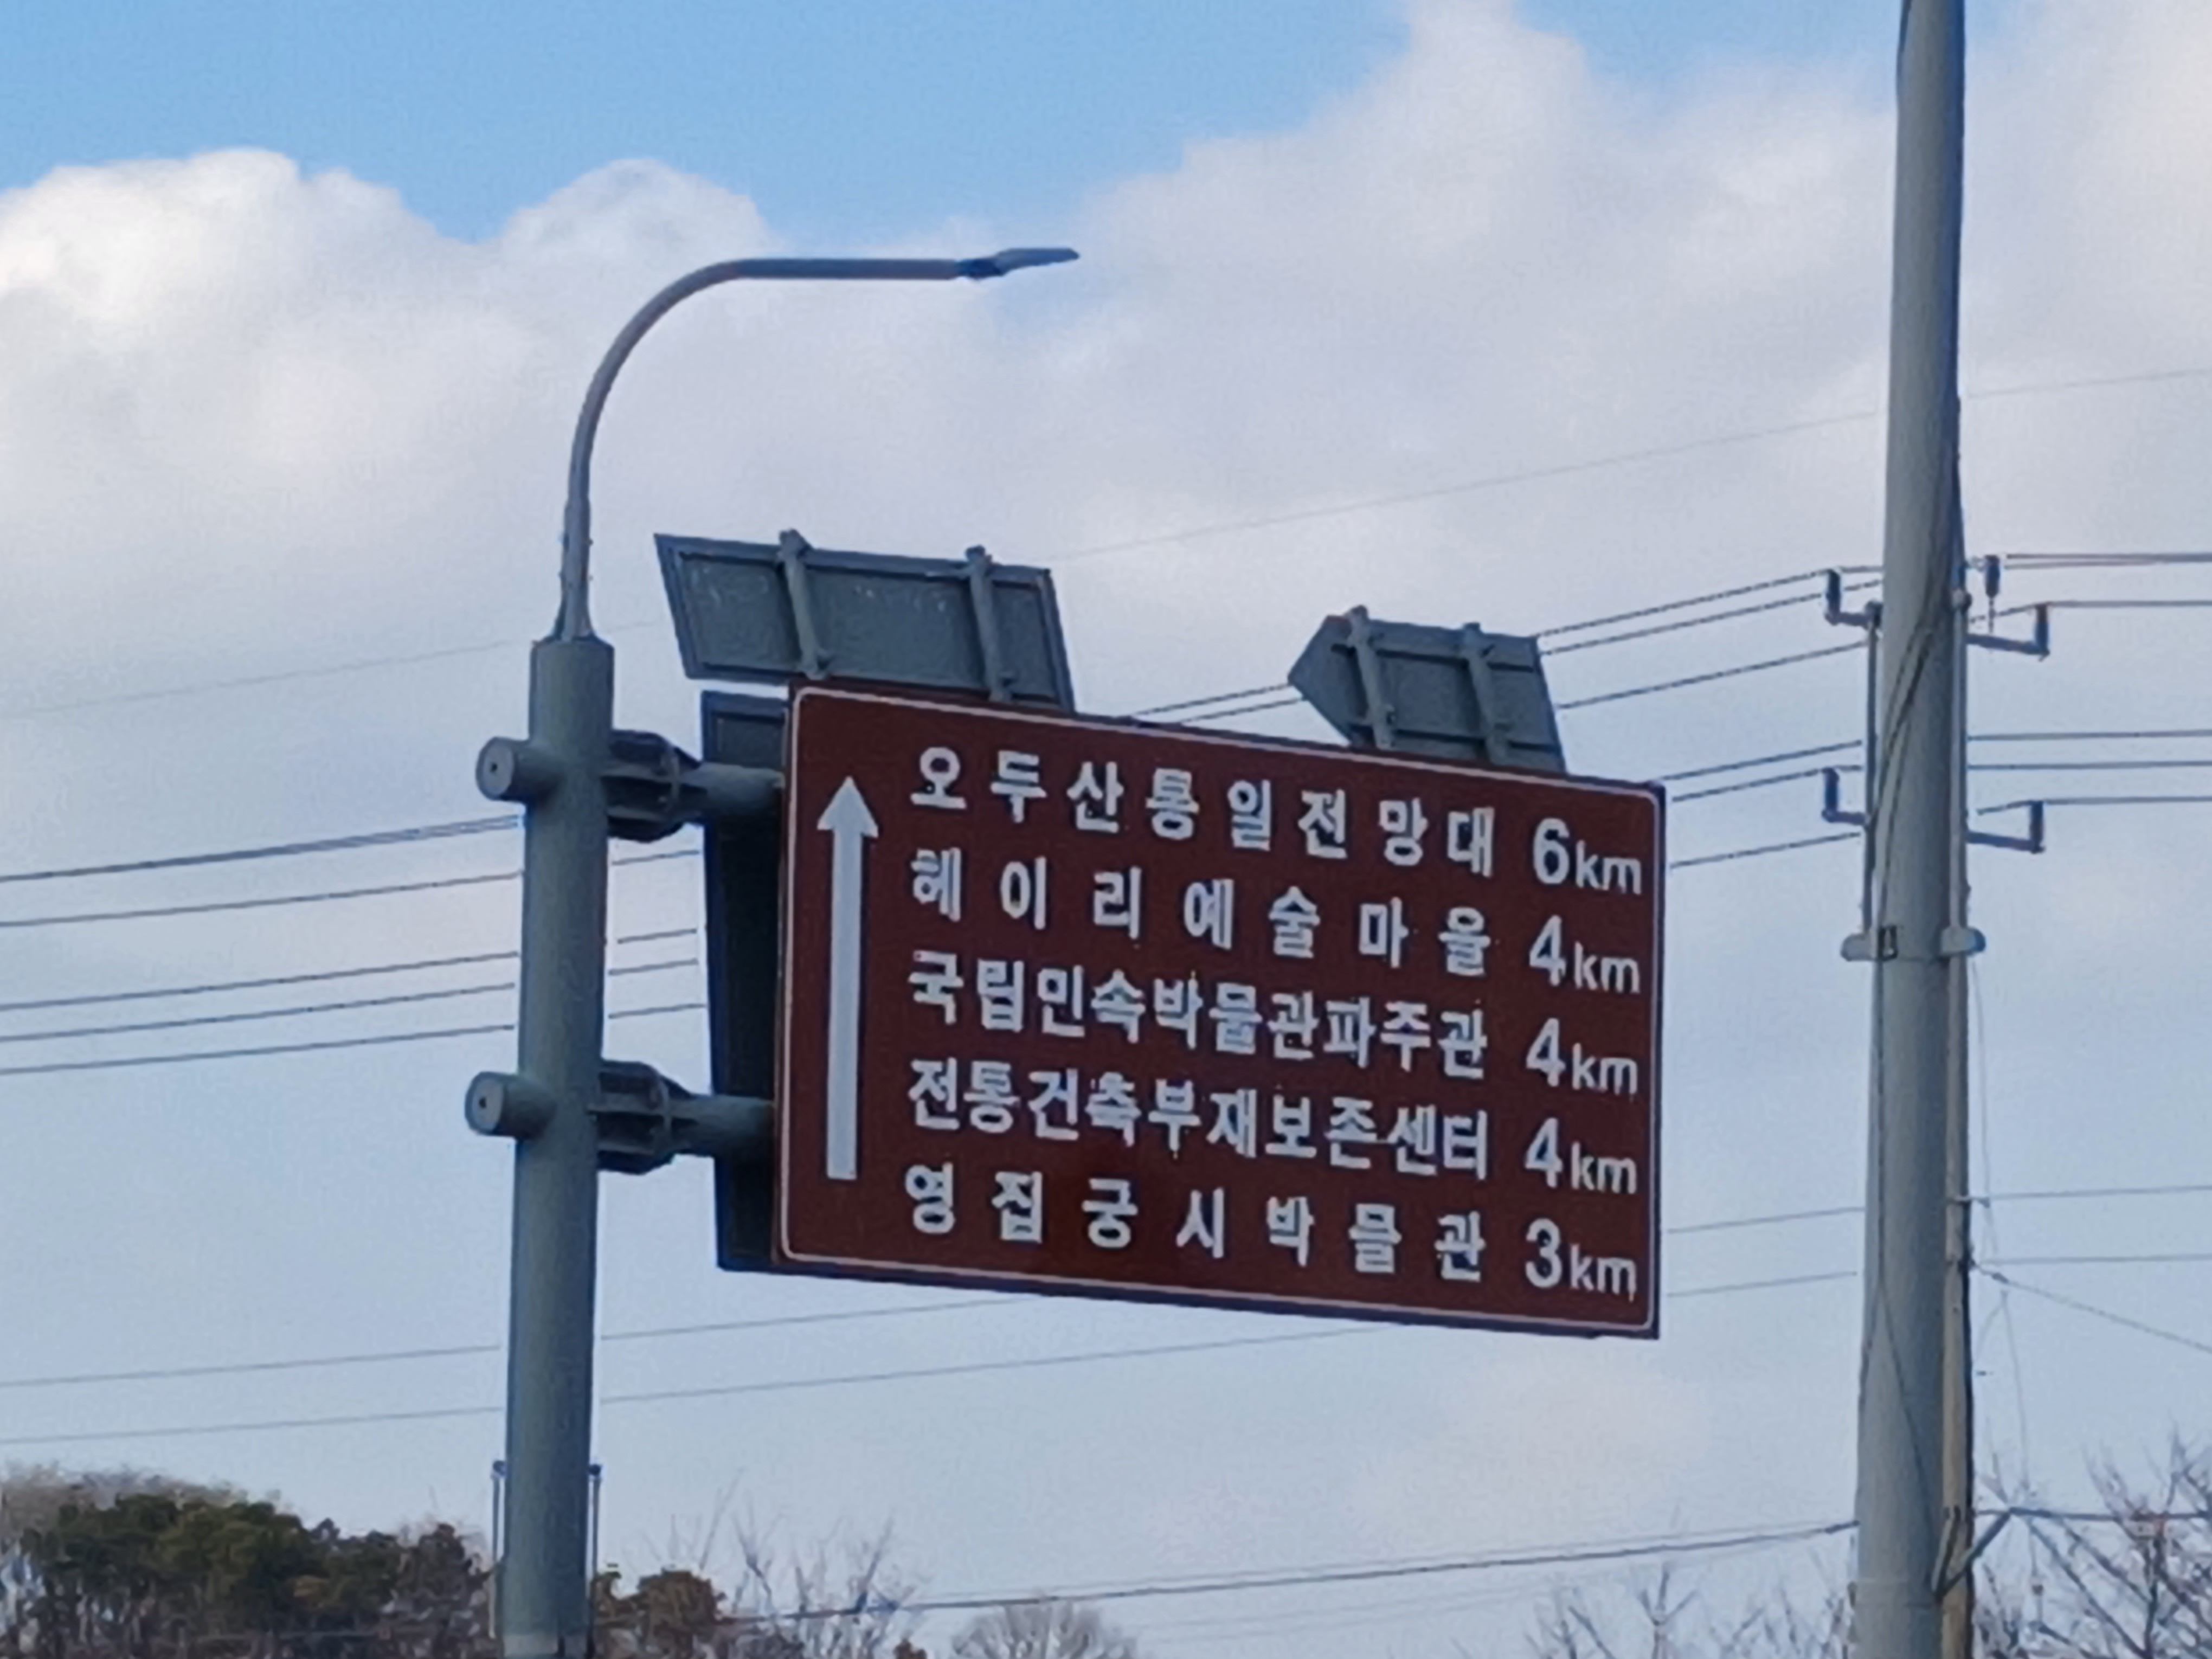 오두산통일전망대 6km
헤이리예술마을 4km
국립민속박물관파주관 4km
전통건축부재보존센터 4km
영집궁시박물관 3km